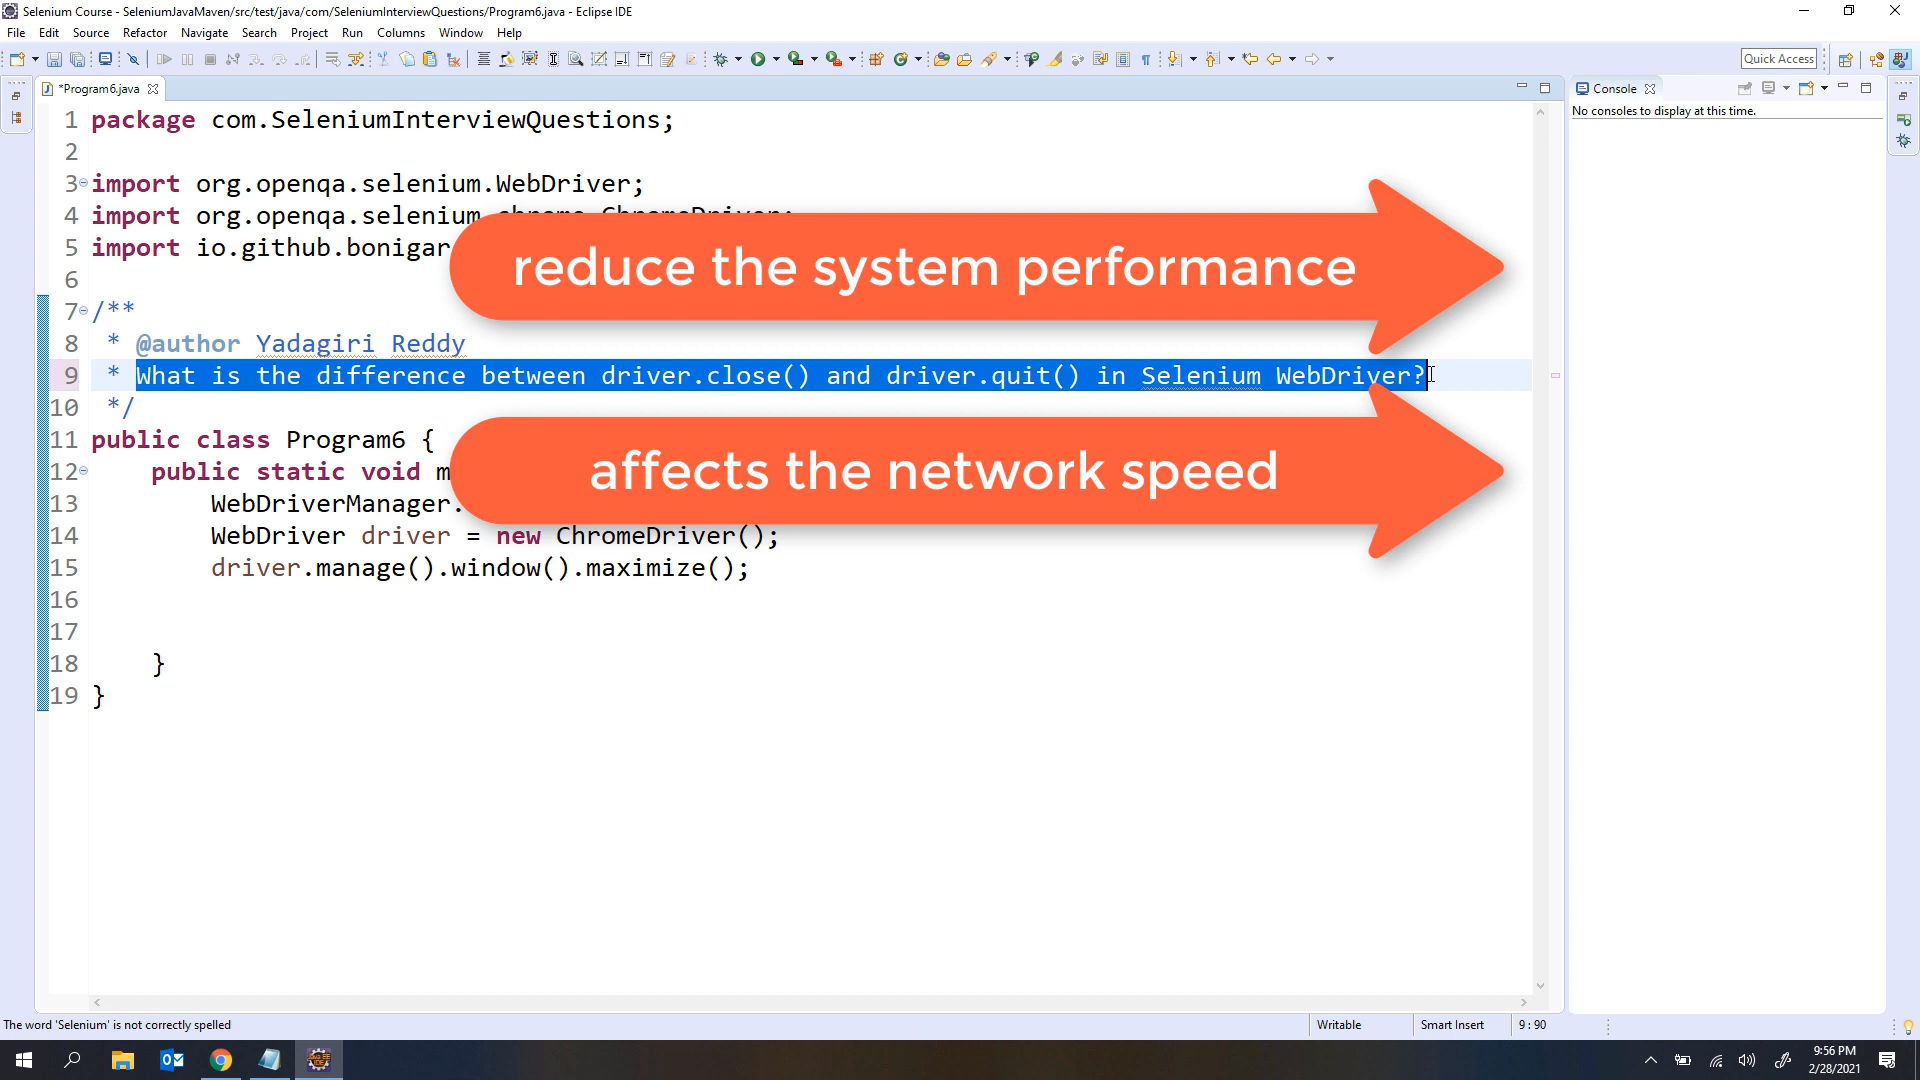 Selenium Course - SeleniumJavaMaven/src/test/java/com/SeleniumInterviewQuestions/Program6.java - Eclipse IDE
File Edit Source Refactor Navigate Search Project Run Columns Window Help
Quick Access
*Program6.java
Console
No consoles to display at this time.
1 package com.SeleniumInterviewQuestions;
2
3 import org.openqa.selenium.WebDriver;
4 import org.openqa.selenium.chrome.ChromeDriver;
5 import io.github.bonigar
reduce the system performance
6
7 /**
8 * @author Yadagiri Reddy
9 * What is the difference between driver.close() and driver.quit() in Selenium WebDriver?
10 */
11 public class Program6 {
12 public static void m
affects the network speed
13 WebDriverManager.
14 WebDriver driver = new ChromeDriver();
15 driver.manage().window().maximize();
16
17
18 }
19 }
The word 'Selenium' is not correctly spelled
Writable Smart Insert 9 : 90
9:56 PM
2/28/2021